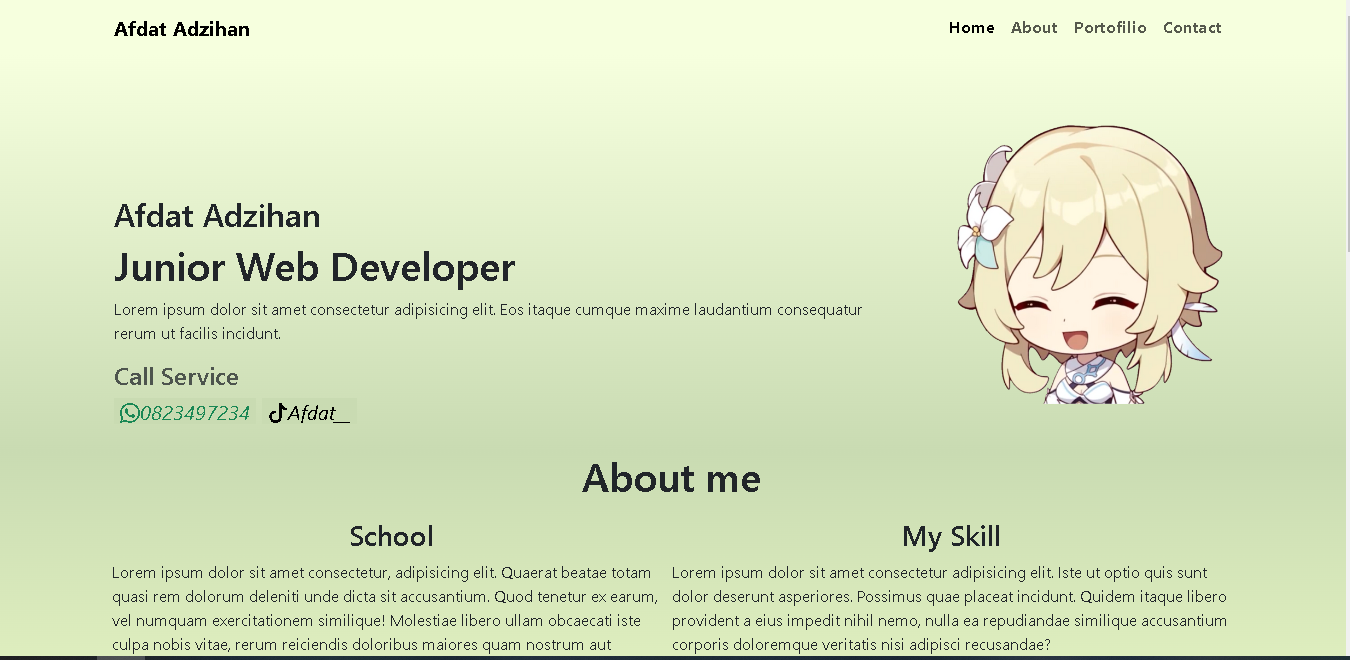 Afdat Adzihan
Home About Portofilio Contact
Afdat Adzihan
Junior Web Developer
Lorem ipsum dolor sit amet consectetur adipisicing elit. Eos itaque cumque maxime laudantium consequatur
rerum ut facilis incidunt.
Call Service
0823497234 Afdat__
About me
School
Lorem ipsum dolor sit amet consectetur, adipisicing elit. Quaerat beatae totam
quasi rem dolorum deleniti unde dicta sit accusantium. Quod tenetur ex earum,
vel numquam exercitationem similique! Molestiae libero ullam obcaecati iste
culpa nobis vitae, rerum reiciendis doloribus maiores quam nostrum aut
My Skill
Lorem ipsum dolor sit amet consectetur adipisicing elit. Iste ut optio quis sunt
dolor deserunt asperiores. Possimus quae placeat incidunt. Quidem itaque libero
provident a eius impedit nihil nemo, nulla ea repudiandae similique accusantium
corporis doloremque veritatis nisi adipisci recusandae?